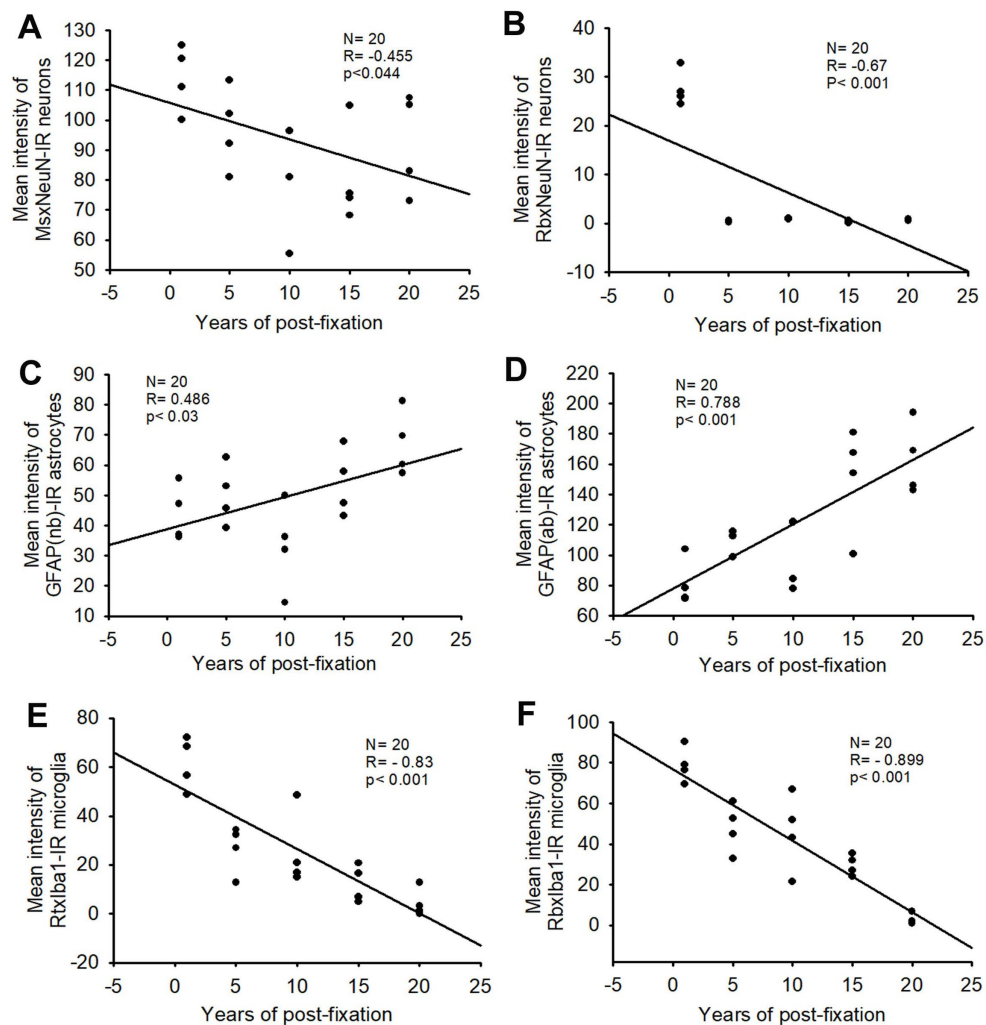 A
Mean intensity of
MsxNeuN-IR neurons
N= 20
R= -0.455
p<0.044
130
120
110
100
90
80
70
60
50
-5 0 5 10 15 20 25
Years of post-fixation
B
Mean intensity of
RbxNeuN-IR neurons
N= 20
R= -0.67
P< 0.001
40
30
20
10
0
-10
-5 0 5 10 15 20 25
Years of post-fixation
C
Mean intensity of
GFAP(nb)-IR astrocytes
N= 20
R= 0.486
p< 0.03
90
80
70
60
50
40
30
20
10
-5 0 5 10 15 20 25
Years of post-fixation
D
Mean intensity of
GFAP(ab)-IR astrocytes
N= 20
R= 0.788
p< 0.001
220
200
180
160
140
120
100
80
60
-5 0 5 10 15 20 25
Years of post-fixation
E
Mean intensity of
RtxIba1-IR microglia
N= 20
R= - 0.83
p< 0.001
80
60
40
20
0
-20
-5 0 5 10 15 20 25
Years of post-fixation
F
Mean intensity of
RbxIba1-IR microglia
N= 20
R= - 0.899
p< 0.001
100
80
60
40
20
0
-5 0 5 10 15 20 25
Years of post-fixation